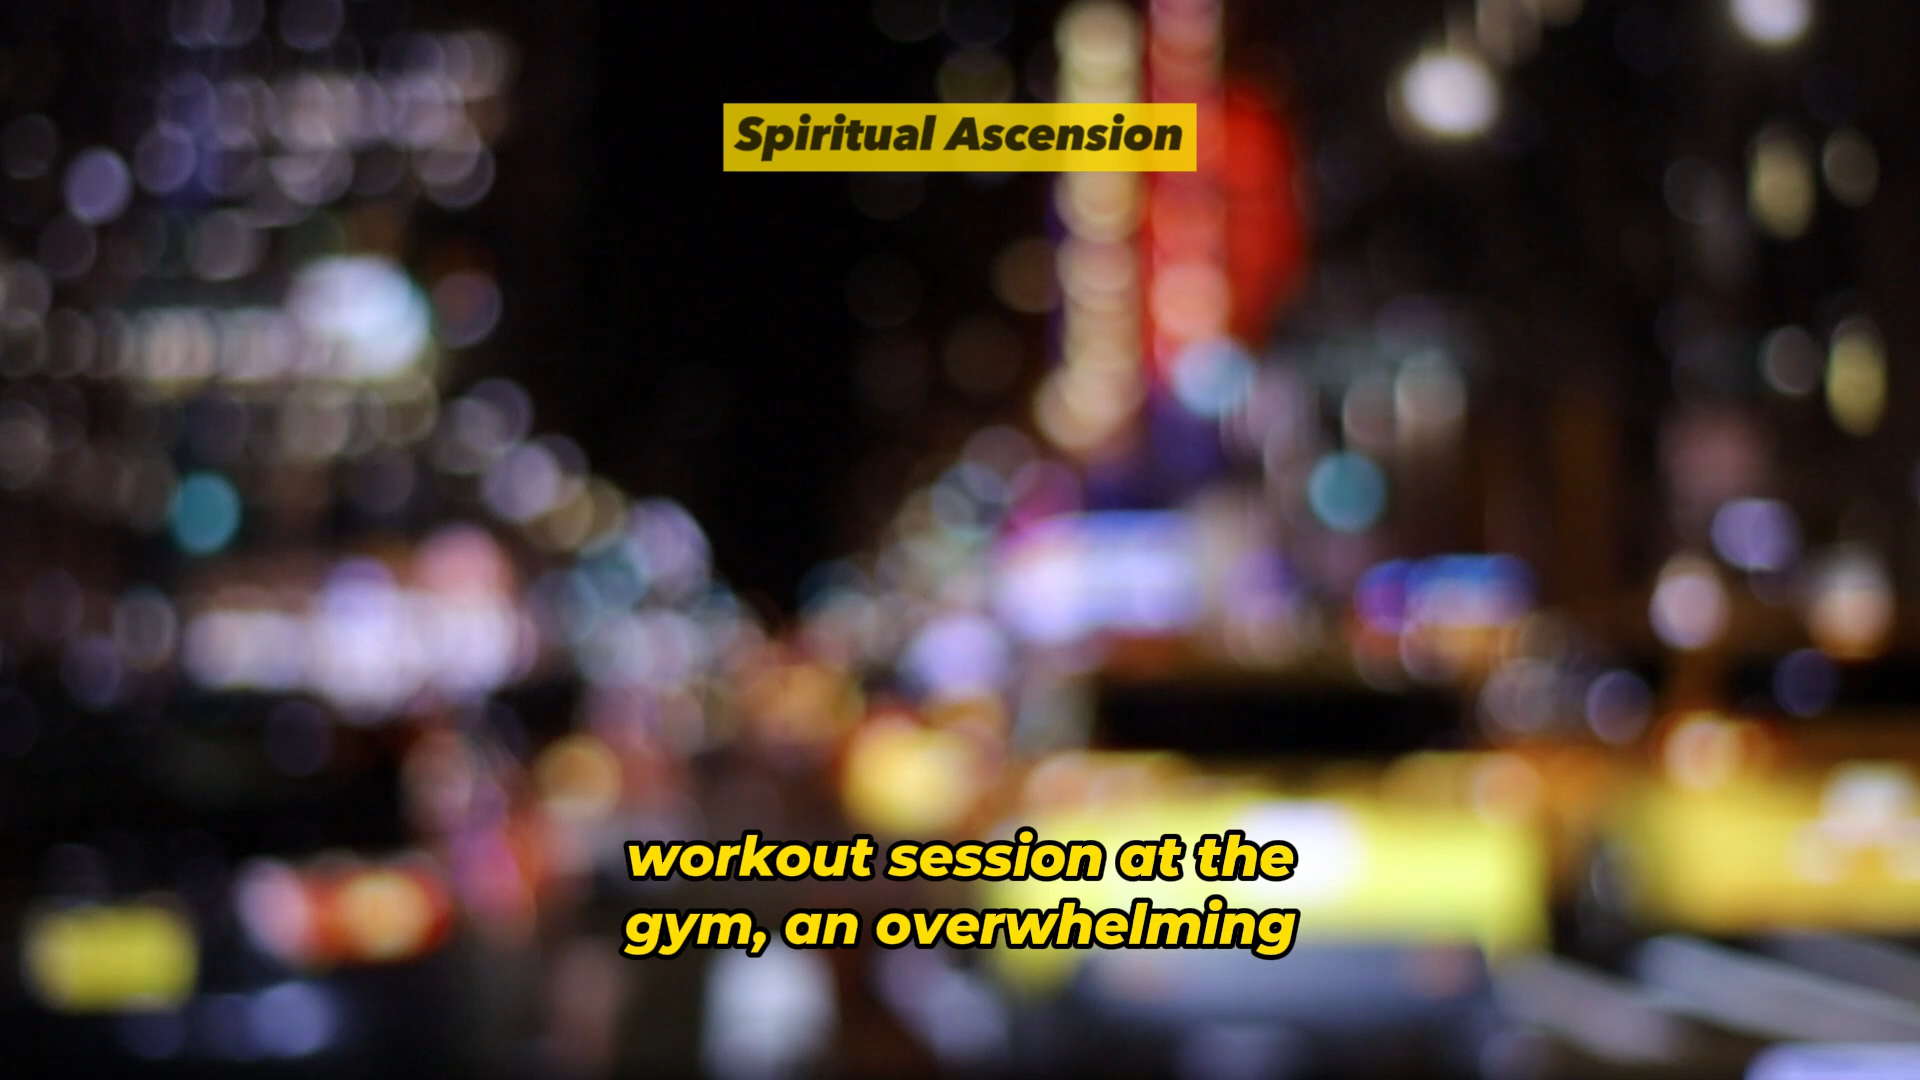 Spiritual Ascension
workout session at the
gym, an overwhelming